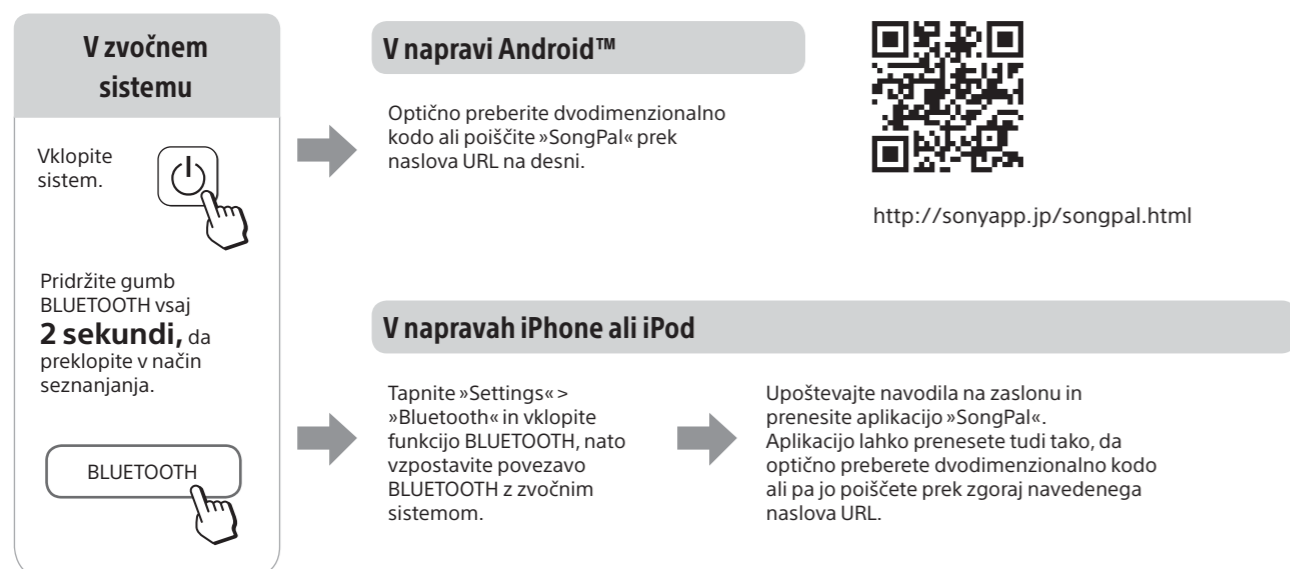 V zvočnem
sistemu
Vklopite
sistem.
Pridržite gumb
BLUETOOTH vsaj
2 sekundi, da
preklopite v način
seznanjanja.
BLUETOOTH
V napravi Android™
Optično preberite dvodimenzionalno
kodo ali poiščite »SongPal« prek
naslova URL na desni.
http://sonyapp.jp/songpal.html
V napravah iPhone ali iPod
Tapnite »Settings« >
»Bluetooth« in vklopite
funkcijo BLUETOOTH, nato
vzpostavite povezavo
BLUETOOTH z zvočnim
sistemom.
Upoštevajte navodila na zaslonu in
prenesite aplikacijo »SongPal«.
Aplikacijo lahko prenesete tudi tako, da
optično preberete dvodimenzionalno kodo
ali pa jo poiščete prek zgoraj navedenega
naslova URL.